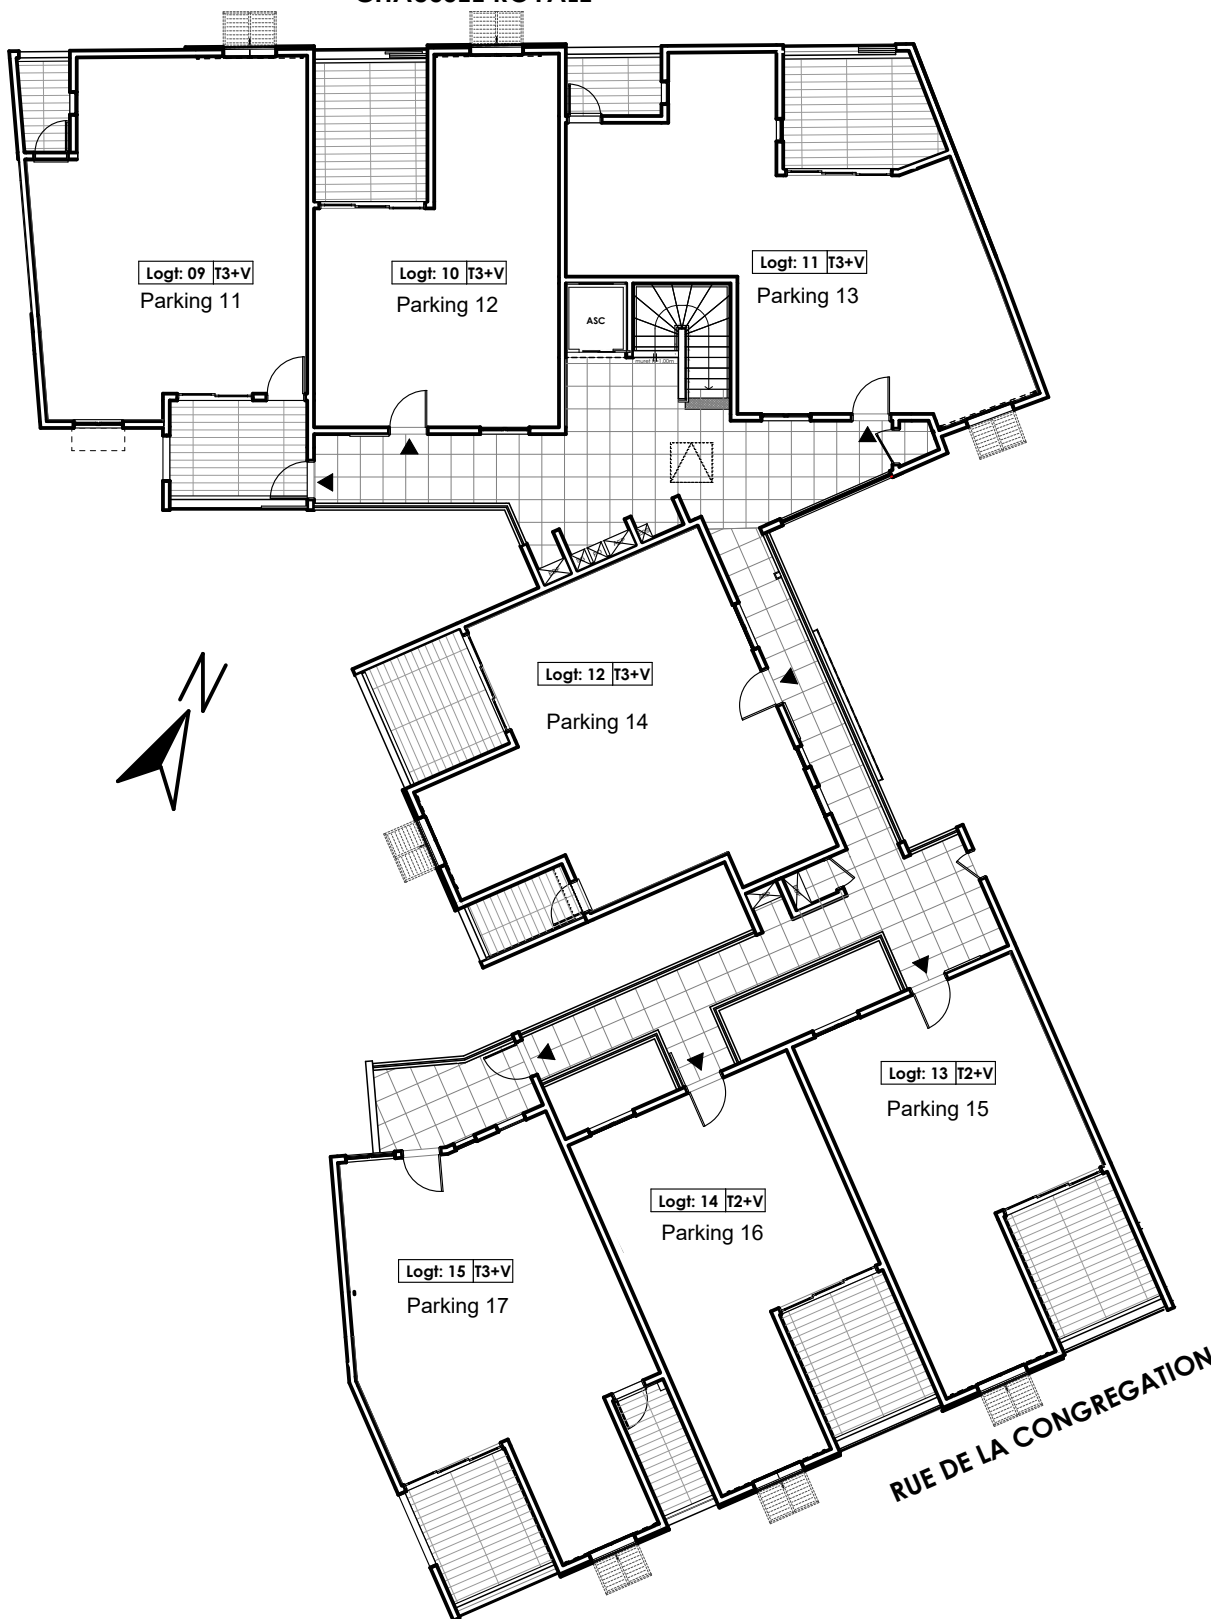 CHAUSSEE ROYALE
Logt: 09 T3+V
Parking 11
Logt: 10 T3+V
Parking 12
Logt: 11 T3+V
Parking 13
ASC
N
Logt: 12 T3+V
Parking 14
Logt: 13 T2+V
Parking 15
Logt: 14 T2+V
Parking 16
Logt: 15 T3+V
Parking 17
RUE DE LA CONGREGATION